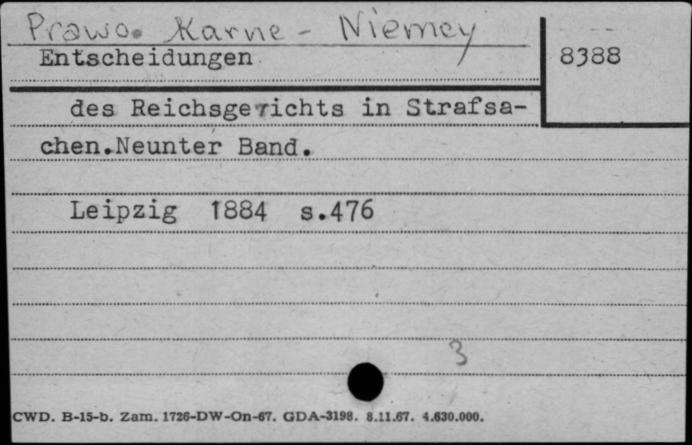 Prawo. Karne - Niemcy
Entscheidungen
8388
des Reichsgerichts in Strafsa-
chen.Neunter Band.
Leipzig 1884 s.476
3
CWD. B-15-b. Zam. 1726-DW-On-67. GDA-3198. 8.11.67. 4.630.000.